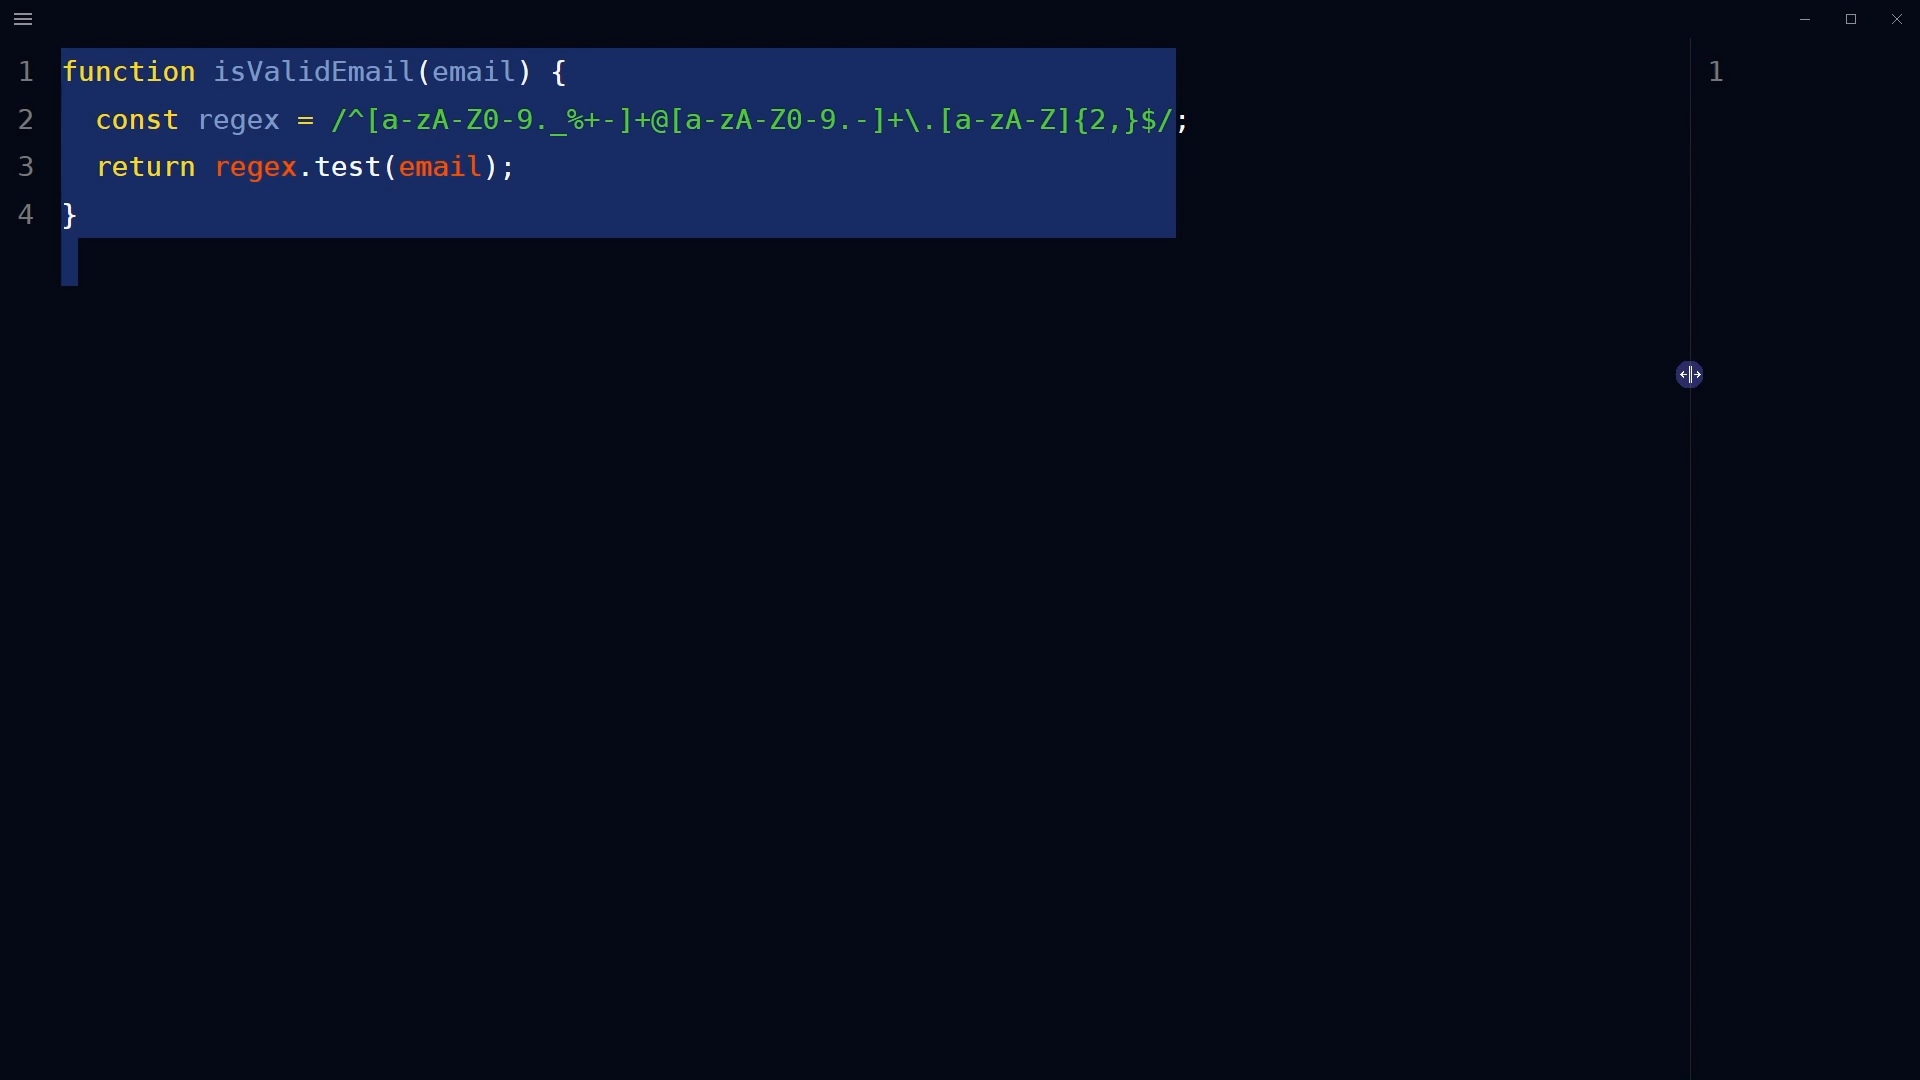 1 function isValidEmail(email) {
2   const regex = /^[a-zA-Z0-9._%+-]+@[a-zA-Z0-9.-]+\.[a-zA-Z]{2,}$/;
3   return regex.test(email);
4 }
1